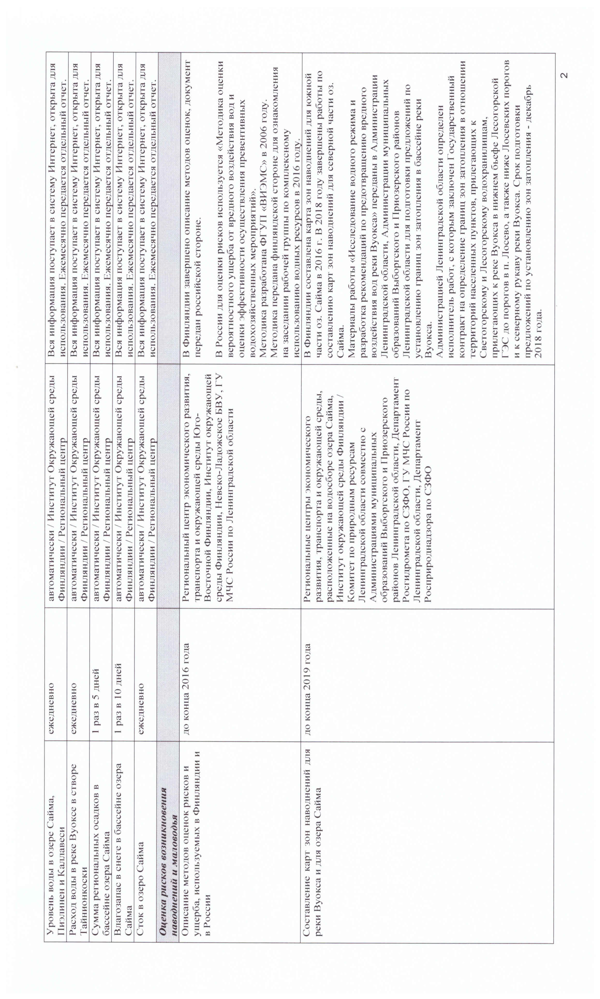 Уровень воды в озере Сайма,
Пиэлинен и Каллавеси
ежедневно
автоматически / Институт Окружающей среды
Финляндии / Региональный центр
Вся информация поступает в систему Интернет, открыта для
использования. Ежемесячно передается отдельный отчет.
Расход воды в реке Вуоксе в створе
Тайнионкоски
ежедневно
автоматически / Институт Окружающей среды
Финляндии / Региональный центр
Вся информация поступает в систему Интернет, открыта для
использования. Ежемесячно передается отдельный отчет.
Сумма региональных осадков в
бассейне озера Сайма
1 раз в 5 дней
автоматически / Институт Окружающей среды
Финляндии / Региональный центр
Вся информация поступает в систему Интернет, открыта для
использования. Ежемесячно передается отдельный отчет.
Влагозапас в снеге в бассейне озера
Сайма
1 раз в 10 дней
автоматически / Институт Окружающей среды
Финляндии / Региональный центр
Вся информация поступает в систему Интернет, открыта для
использования. Ежемесячно передается отдельный отчет.
Сток в озеро Сайма
ежедневно
автоматически / Институт Окружающей среды
Финляндии / Региональный центр
Вся информация поступает в систему Интернет, открыта для
использования. Ежемесячно передается отдельный отчет.
Оценка рисков возникновения
наводнений и маловодья
Описание методов оценок рисков и
ущерба, используемых в Финляндии и
в России
до конца 2016 года
Региональный центр экономического развития,
транспорта и окружающей среды Юго-
Восточной Финляндии, Институт окружающей
среды Финляндии, Невско-Ладожское БВУ, ГУ
МЧС России по Ленинградской области
В Финляндии завершено описание методов оценок, документ
передан российской стороне.
В России для оценки рисков используется «Методика оценки
вероятностного ущерба от вредного воздействия вод и
оценки эффективности осуществления превентивных
водохозяйственных мероприятий».
Методика разработана ФГУП «ВИЭМС» в 2006 году.
Методика передана финляндской стороне для ознакомления
на заседании рабочей группы по комплексному
использованию водных ресурсов в 2016 году.
Составление карт зон наводнений для
реки Вуокса и для озера Сайма
до конца 2019 года
Региональные центры экономического
развития, транспорта и окружающей среды,
расположенные на водосборе озера Сайма,
Институт окружающей среды Финляндии /
Комитет по природным ресурсам
Ленинградской области совместно с
Администрациями муниципальных
образований Выборгского и Приозерского
районов Ленинградской области, Департамент
Росгидромета по СЗФО, ГУ МЧС России по
Ленинградской области, Департамент
Росприроднадзора по СЗФО
В Финляндии составлена карта зон наводнений для южной
части оз. Сайма в 2016 г. В 2018 году завершены работы по
составлению карт зон наводнений для северной части оз.
Сайма.
Материалы работы «Исследование водного режима и
разработка рекомендаций по предотвращению вредного
воздействия вод реки Вуокса» переданы в Администрации
Ленинградской области, Администрации муниципальных
образований Выборгского и Приозерского районов
Ленинградской области для подготовки предложений по
установлению границ зон затопления в бассейне реки
Вуокса.
Администрацией Ленинградской области определен
исполнитель работ, с которым заключен Государственный
контракт на определение границ зон затопления в отношении
территорий населенных пунктов, прилегающих к
Светогорскому и Лесогорскому водохранилищам,
прилегающих к реке Вуокса в нижнем бьефе Лесогорской
ГЭС до порогов в п. Лосево, а также ниже Лосевских порогов
и к северному рукаву реки Вуокса. Срок подготовки
предложений по установлению зон затопления - декабрь
2018 года.
2